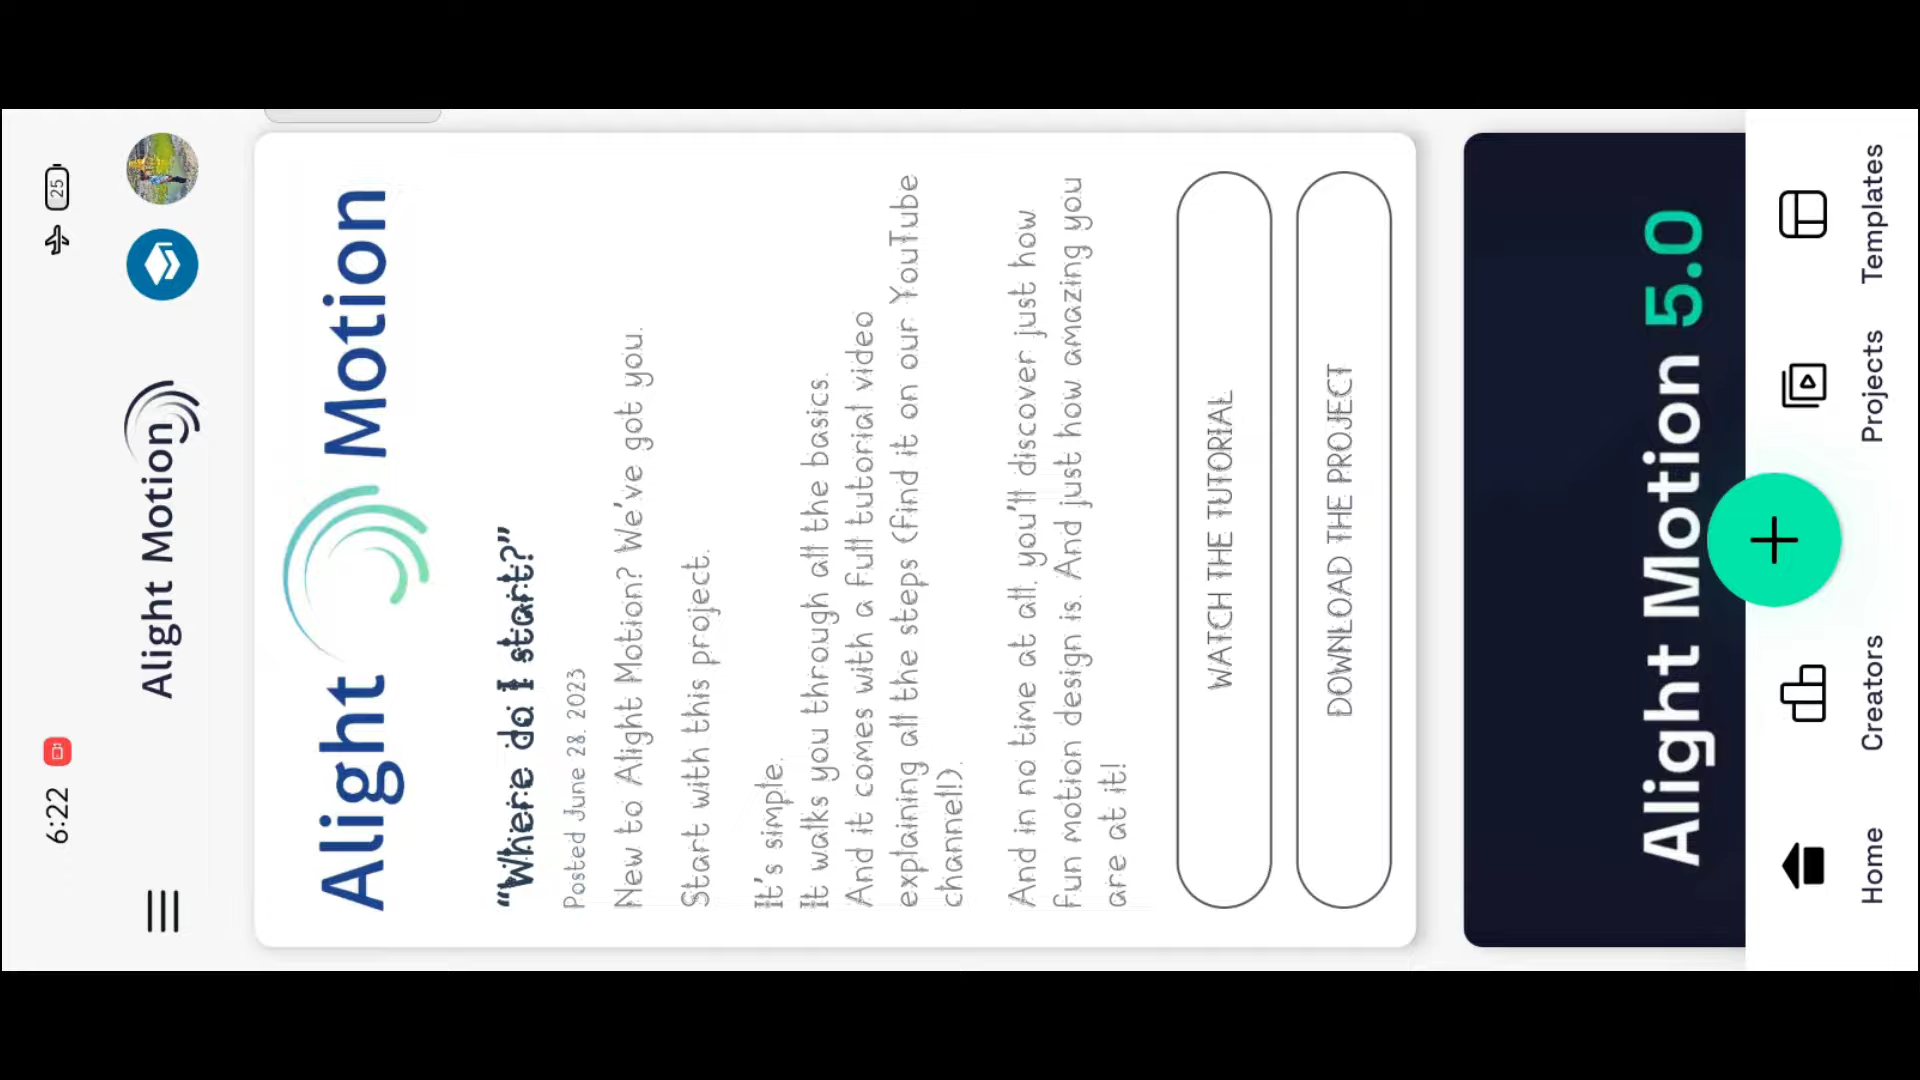 6:22
25
Alight Motion
Alight Motion
“Where do I start?”
Posted June 28, 2023
New to Alight Motion? We've got you.
Start with this project.
It's simple.
It walks you through all the basics.
And it comes with a full tutorial video
explaining all the steps (find it on our YouTube
channel!).
And in no time at all, you'll discover just how
fun motion design is. And just how amazing you
are at it!
WATCH THE TUTORIAL
DOWNLOAD THE PROJECT
Alight Motion 5.0
Home
Creators
Projects
Templates